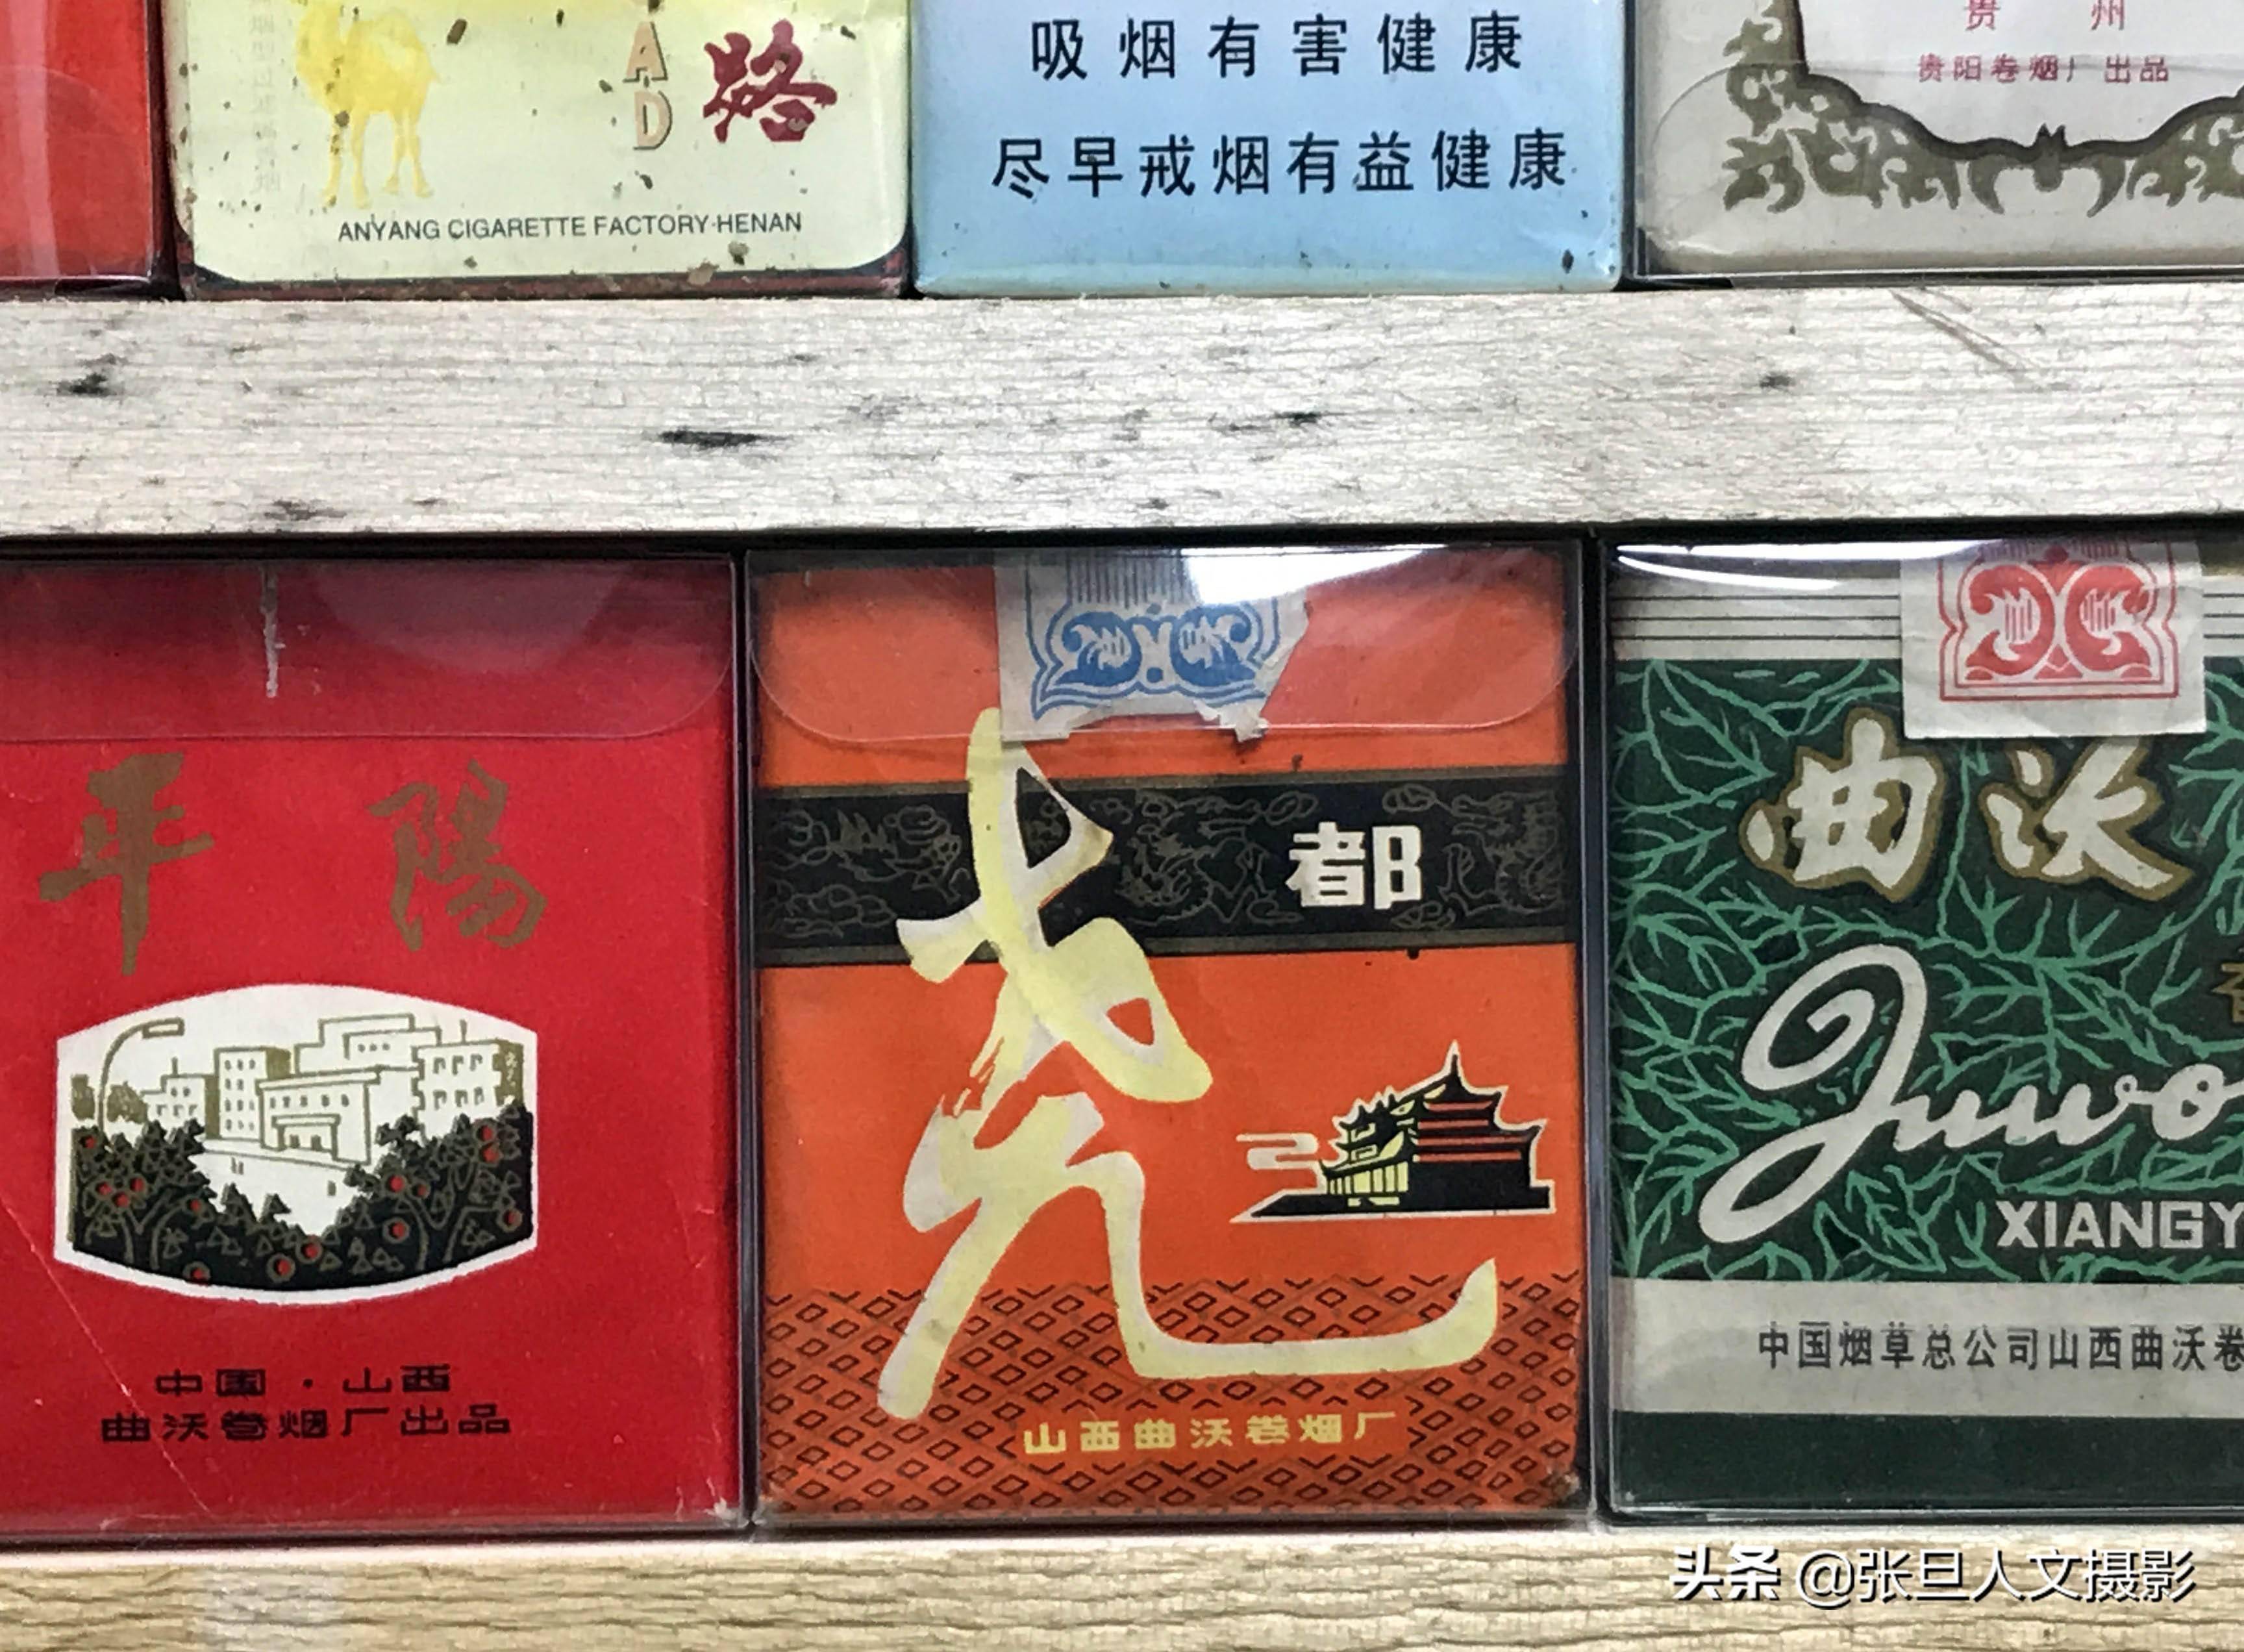 AD
路
ANYANG CIGARETTE FACTORY·HENAN
吸烟有害健康
尽早戒烟有益健康
贵 州
贵阳卷烟厂出品
平陽
中国·山西
曲沃卷烟厂出品
尧
都
山西曲沃卷烟厂
曲沃
Juwo
XIANGY
中国烟草总公司山西曲沃卷
头条 @张旦人文摄影